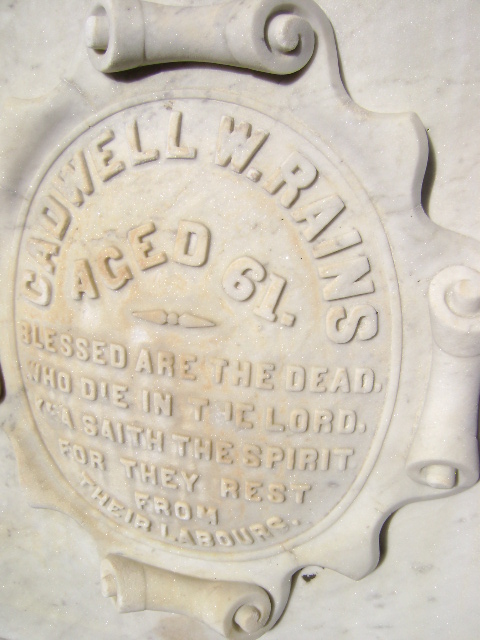 CADWELL W. RAINS
AGED 61.
BLESSED ARE THE DEAD.
WHO DIE IN THE LORD.
YEA SAITH THE SPIRIT
FOR THEY REST
FROM
THEIR LABOURS.